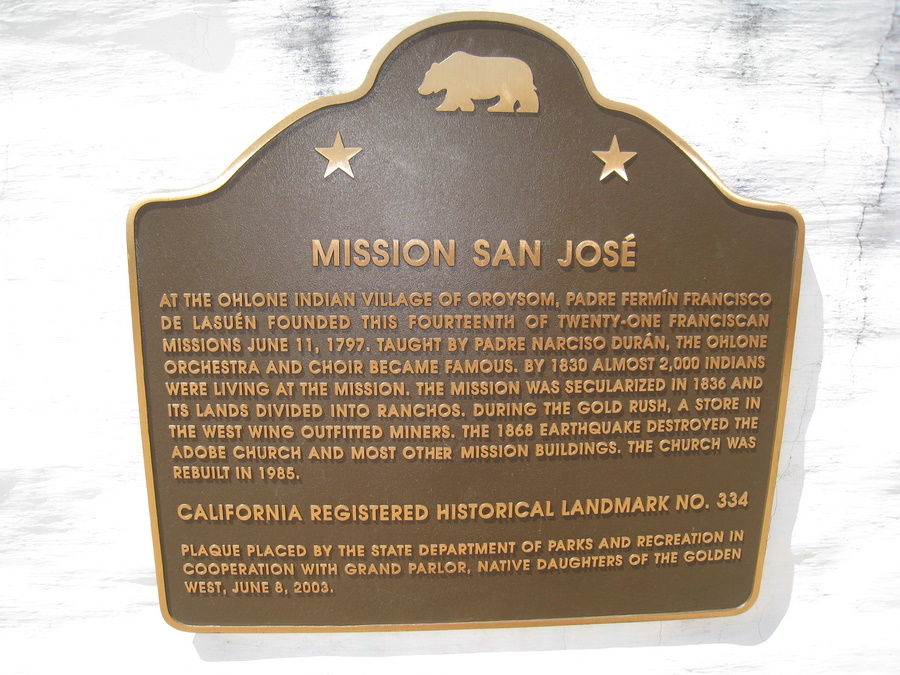 MISSION SAN JOSÉ
AT THE OHLONE INDIAN VILLAGE OF OROYSOM, PADRE FERMÍN FRANCISCO
DE LASUÉN FOUNDED THIS FOURTEENTH OF TWENTY-ONE FRANCISCAN
MISSIONS JUNE 11, 1797. TAUGHT BY PADRE NARCISO DURÁN, THE OHLONE
ORCHESTRA AND CHOIR BECAME FAMOUS. BY 1830 ALMOST 2,000 INDIANS
WERE LIVING AT THE MISSION. THE MISSION WAS SECULARIZED IN 1836 AND
ITS LANDS DIVIDED INTO RANCHOS. DURING THE GOLD RUSH, A STORE IN
THE WEST WING OUTFITTED MINERS. THE 1868 EARTHQUAKE DESTROYED THE
ADOBE CHURCH AND MOST OTHER MISSION BUILDINGS. THE CHURCH WAS
REBUILT IN 1985.
CALIFORNIA REGISTERED HISTORICAL LANDMARK NO. 334
PLAQUE PLACED BY THE STATE DEPARTMENT OF PARKS AND RECREATION IN
COOPERATION WITH GRAND PARLOR, NATIVE DAUGHTERS OF THE GOLDEN
WEST, JUNE 8, 2003.